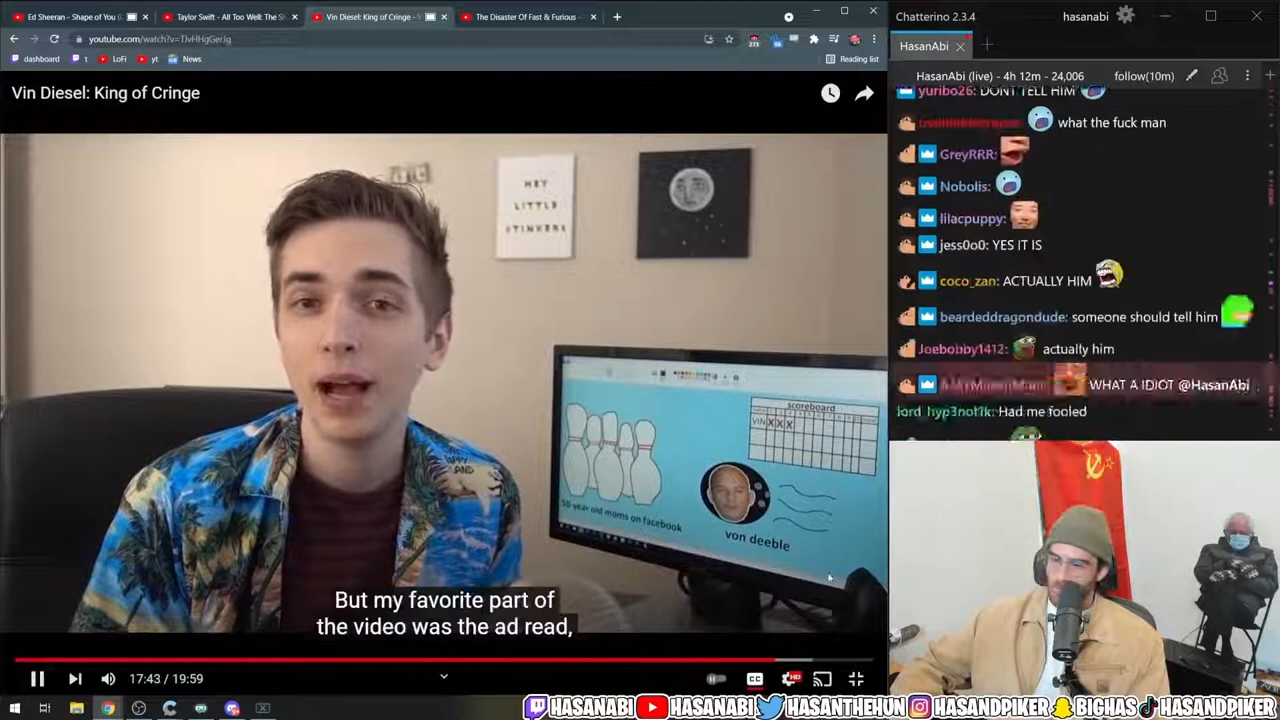 Ed Sheeran - Shape of You (
Taylor Swift - All Too Well: The S
Vin Diesel: King of Cringe -
The Disaster Of Fast & Furious -
Chatterino 2.3.4
hasanabi
youtube.com/watch?v=TJvHHgGerJg
HasanAbi
dashboard
t
LoFi
yt
News
Reading list
HasanAbi (live) - 4h 12m - 24,006
follow(10m)
Vin Diesel: King of Cringe
yuribo26: DONT TELL HIM
what the fuck man
GreyRRR:
Nobolis:
lilacpuppy:
jess0o0: YES IT IS
coco_zan: ACTUALLY HIM
beardeddragondude: someone should tell him
Joebobby1412: actually him
WHAT A IDIOT @HasanAbi
lord_hyp3not1k: Had me fooled
HEY
LITTLE
STINKERS
scoreboard
VIN X X X
50-year old moms on facebook
von deeble
But my favorite part of
the video was the ad read,
17:43 / 19:59
CC
HD
HASANABI
HASANABI
HASANTHEHUN
HASANDPIKER
BIGHAS
HASANDPIKER